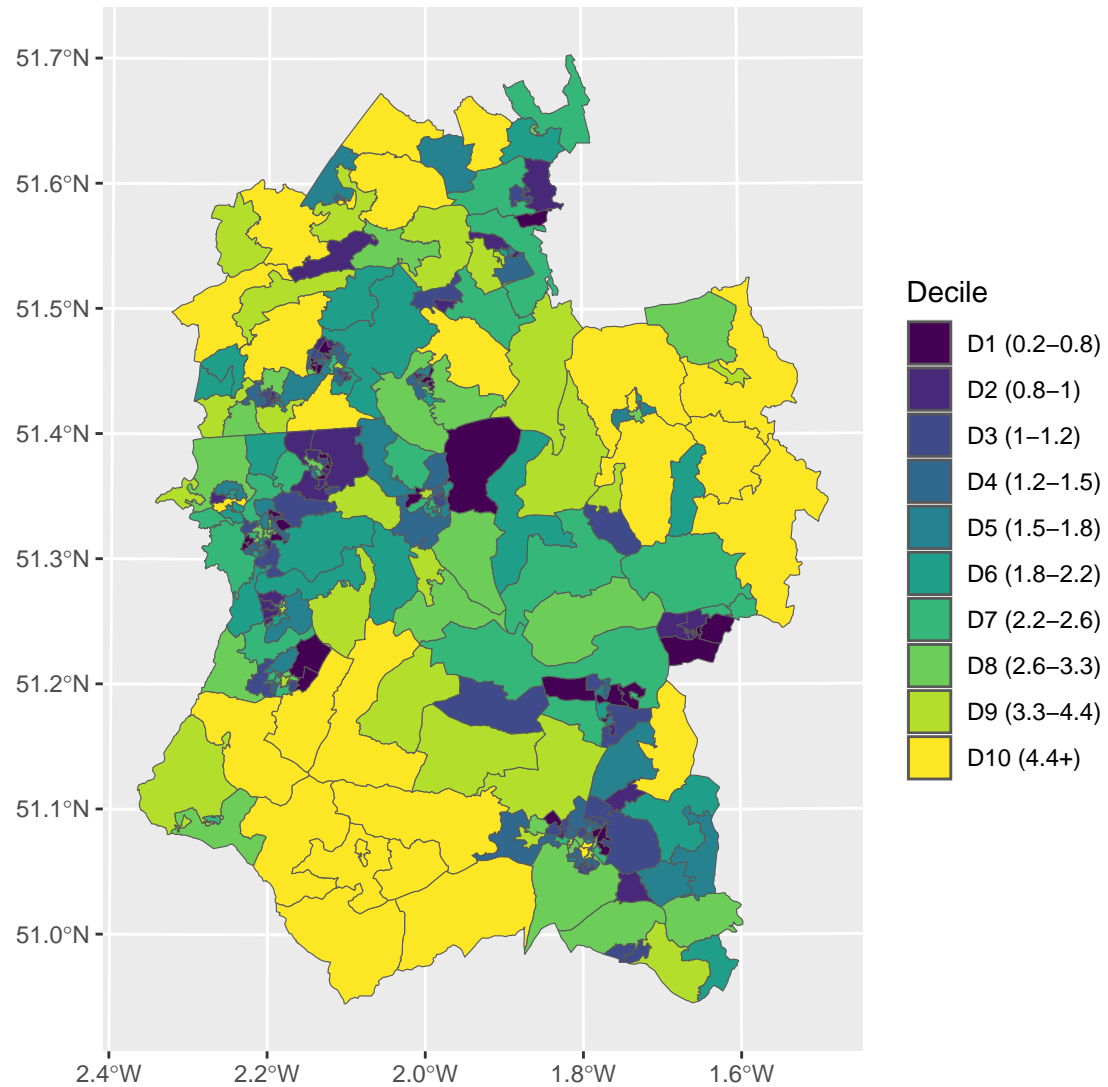 51.7°N
51.6°N
51.5°N
51.4°N
51.3°N
51.2°N
51.1°N
51.0°N
2.4°W
2.2°W
2.0°W
1.8°W
1.6°W
Decile
D1 (0.2–0.8)
D2 (0.8–1)
D3 (1–1.2)
D4 (1.2–1.5)
D5 (1.5–1.8)
D6 (1.8–2.2)
D7 (2.2–2.6)
D8 (2.6–3.3)
D9 (3.3–4.4)
D10 (4.4+)